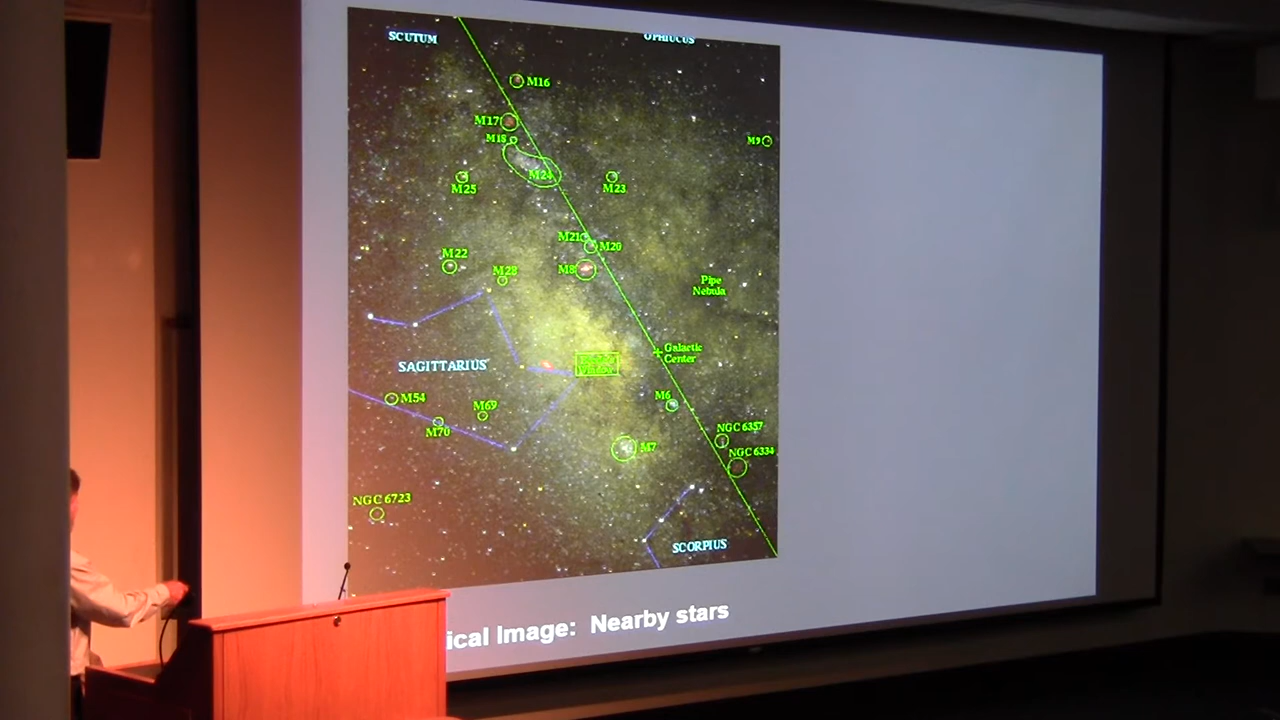 SCUTUM
OPHIUCUS
M16
M17
M18
M9
M24
M25
M23
M21
M20
M22
M28
M8
Pipe
Nebula
Galactic
Center
SAGITTARIUS
M54
M69
M6
M70
M7
NGC 6357
NGC 6334
NGC 6723
SCORPIUS
ical Image: Nearby stars